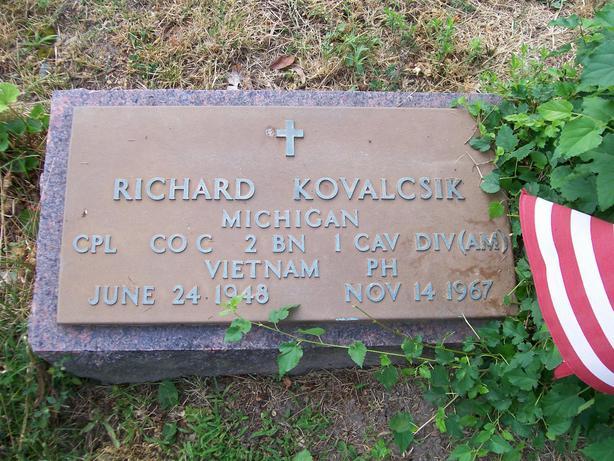 RICHARD KOVALCSIK
MICHIGAN
CPL CO C 2 BN 1 CAV DIV(AM)
VIETNAM PH
JUNE 24 1948 NOV 14 1967